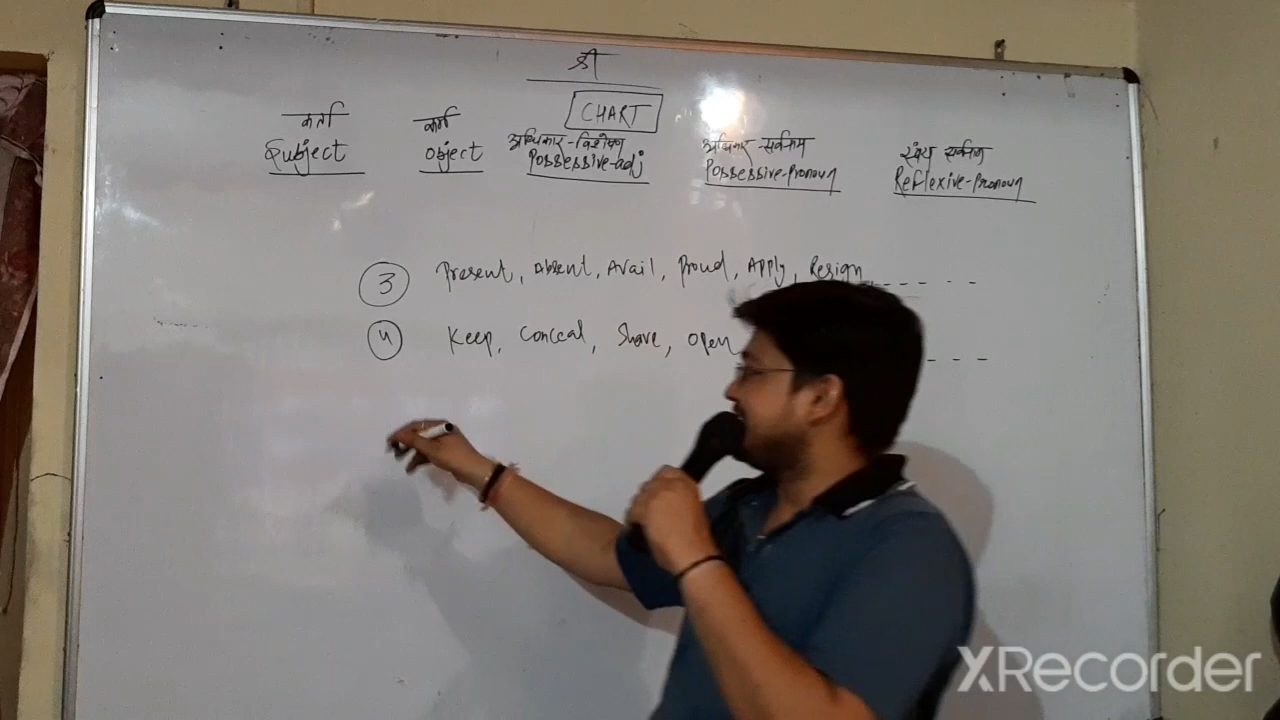 श्री
CHART
कर्ता कर्म अधिकार-विशेषण अधिकार-सर्वनाम स्वंय सर्वनाम
Subject Object Possessive-adj Possessive-Pronoun Reflexive-Pronoun
3 Present, Absent, Avail, Proud, Apply, Resign - - - - -
4 Keep, Conceal, Shave, Open - - -
XRecorder